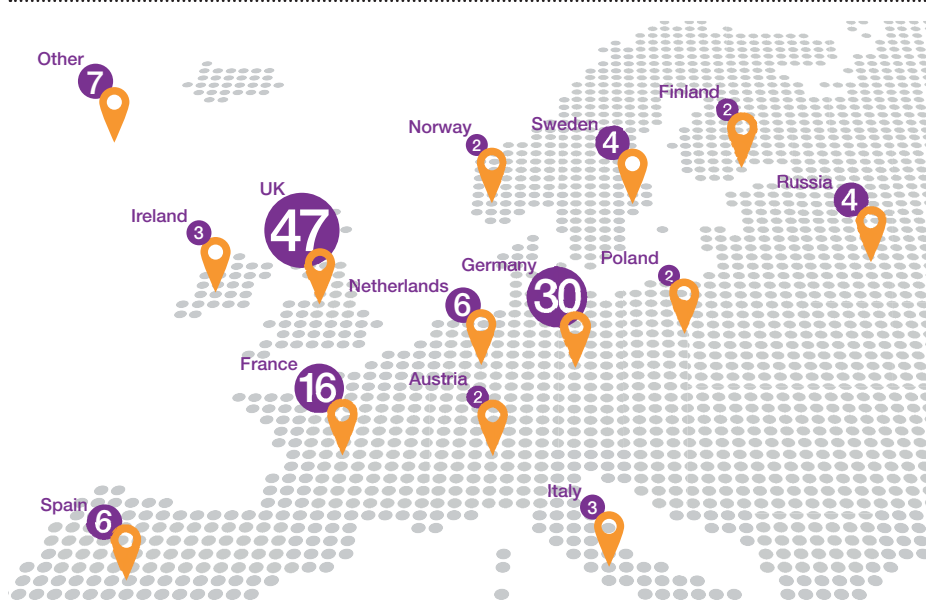 Other
7
Finland
2
Norway
2
Sweden
4
Russia
4
UK
47
Ireland
3
Germany
30
Poland
2
Netherlands
6
France
16
Austria
2
Spain
6
Italy
3